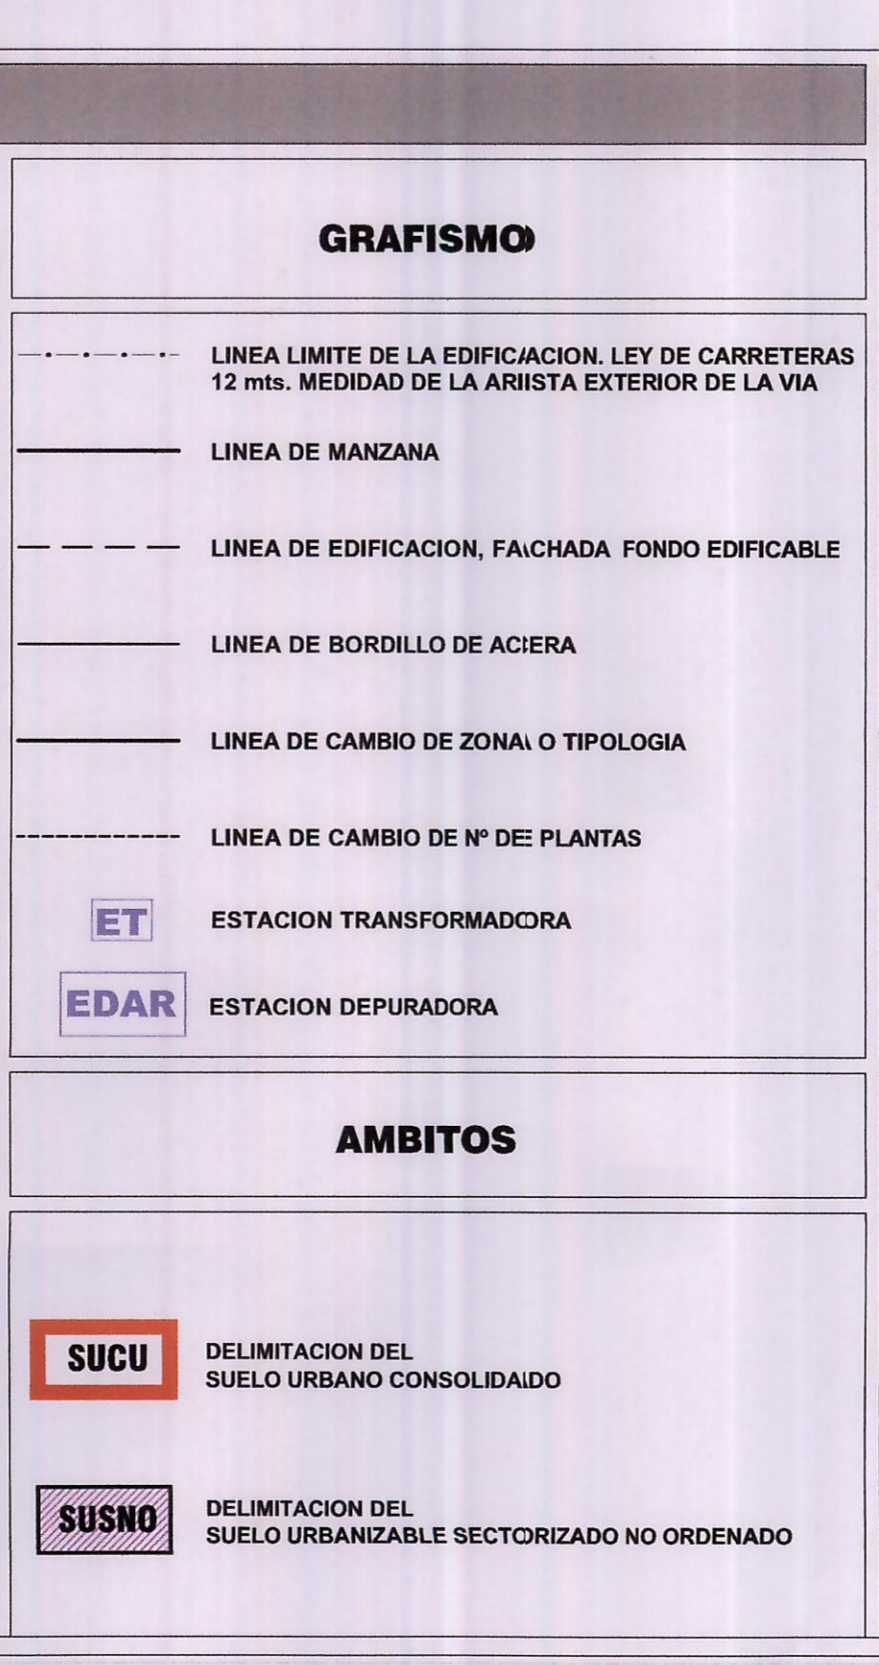 GRAFISMO
LINEA LIMITE DE LA EDIFICACION. LEY DE CARRETERAS
12 mts. MEDIDAD DE LA ARISTA EXTERIOR DE LA VIA
LINEA DE MANZANA
LINEA DE EDIFICACION, FACHADA FONDO EDIFICABLE
LINEA DE BORDILLO DE ACERA
LINEA DE CAMBIO DE ZONA O TIPOLOGIA
LINEA DE CAMBIO DE Nº DE PLANTAS
ET ESTACION TRANSFORMADORA
EDAR ESTACION DEPURADORA
AMBITOS
SUCU DELIMITACION DEL
SUELO URBANO CONSOLIDADO
SUSNO DELIMITACION DEL
SUELO URBANIZABLE SECTORIZADO NO ORDENADO